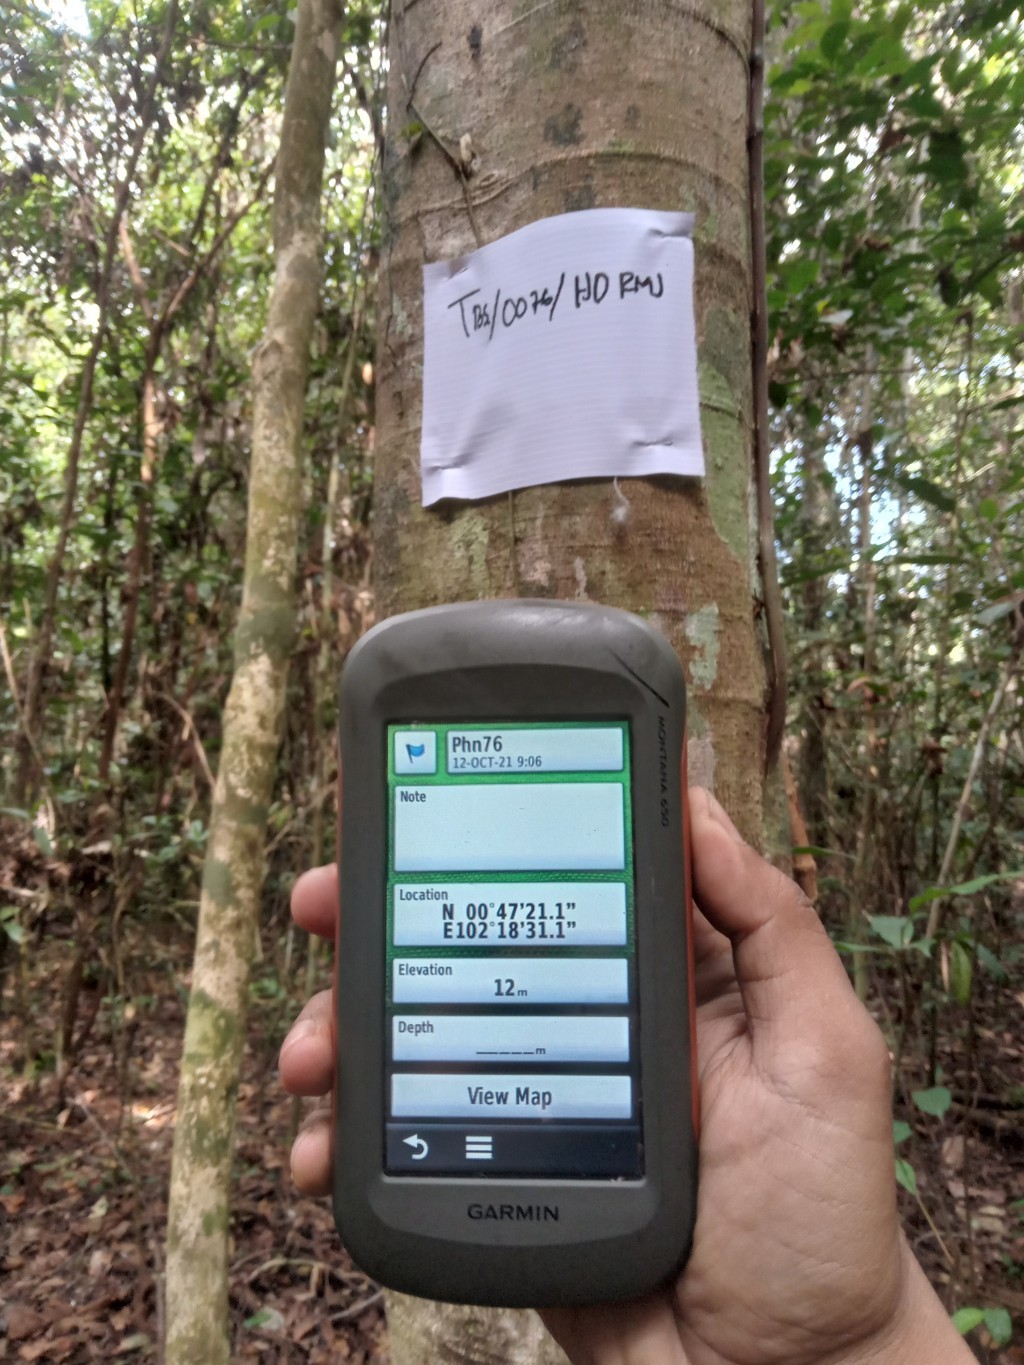 TBS/0076/HD RMJ
Phn76
12-OCT-21 9:06
Note
Location
N 00°47'21.1"
E102°18'31.1"
Elevation
12m
Depth
_____m
View Map
MONTANA 650
GARMIN